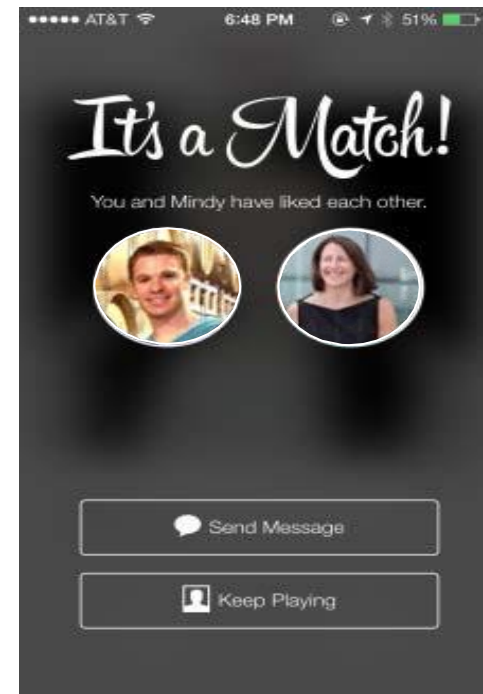 AT&T 6:48 PM 51%
It's a Match!
You and Mindy have liked each other.
Send Message
Keep Playing